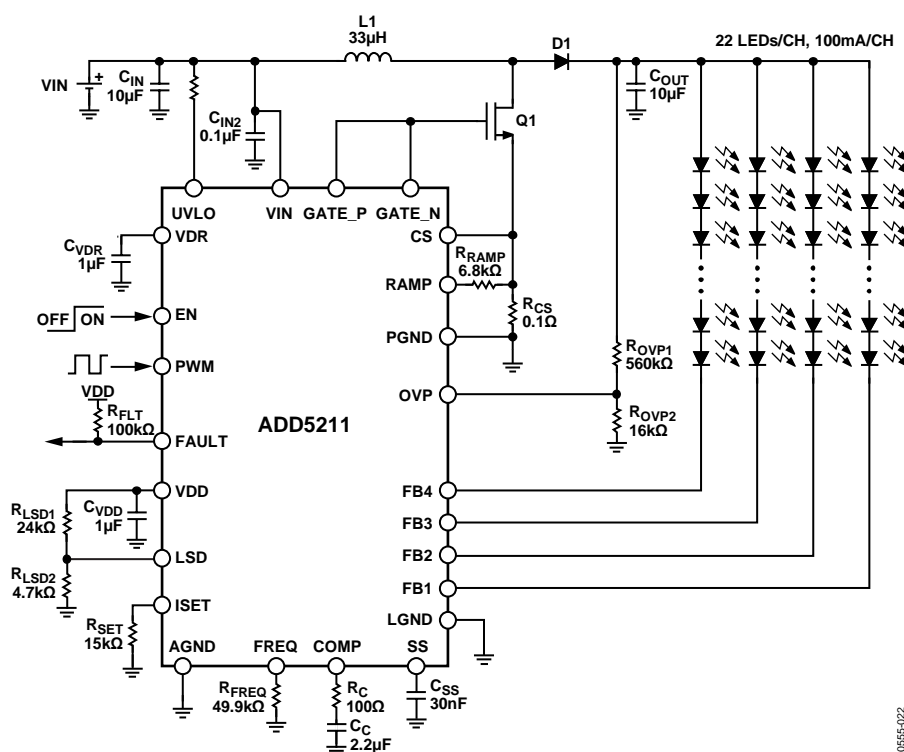 L1
33µH
D1
22 LEDs/CH, 100mA/CH
VIN
+
CIN
10µF
CIN2
0.1µF
Q1
COUT
10µF
UVLO
VIN
GATE_P
GATE_N
VDR
CVDR
1µF
CS
RRAMP
6.8kΩ
RAMP
RCS
0.1Ω
OFF
ON
EN
PGND
PWM
ROVP1
560kΩ
OVP
ROVP2
16kΩ
VDD
RFLT
100kΩ
FAULT
ADD5211
VDD
CVDD
1µF
RLSD1
24kΩ
FB4
FB3
LSD
FB2
RLSD2
4.7kΩ
FB1
ISET
RSET
15kΩ
LGND
AGND
FREQ
COMP
SS
RFREQ
49.9kΩ
RC
100Ω
CSS
30nF
CC
2.2µF
0555-022